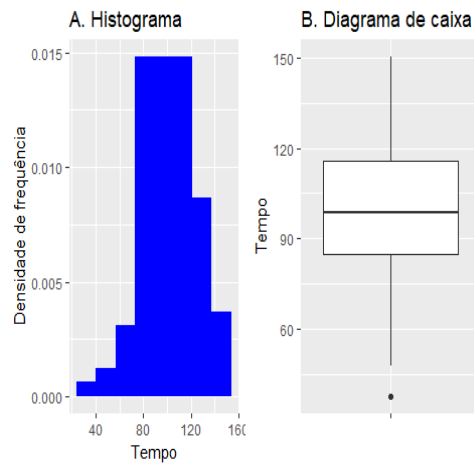 A. Histograma
Densidade de frequência
0.015
0.010
0.005
0.000
40 80 120 160
Tempo
B. Diagrama de caixa
Tempo
150
120
90
60